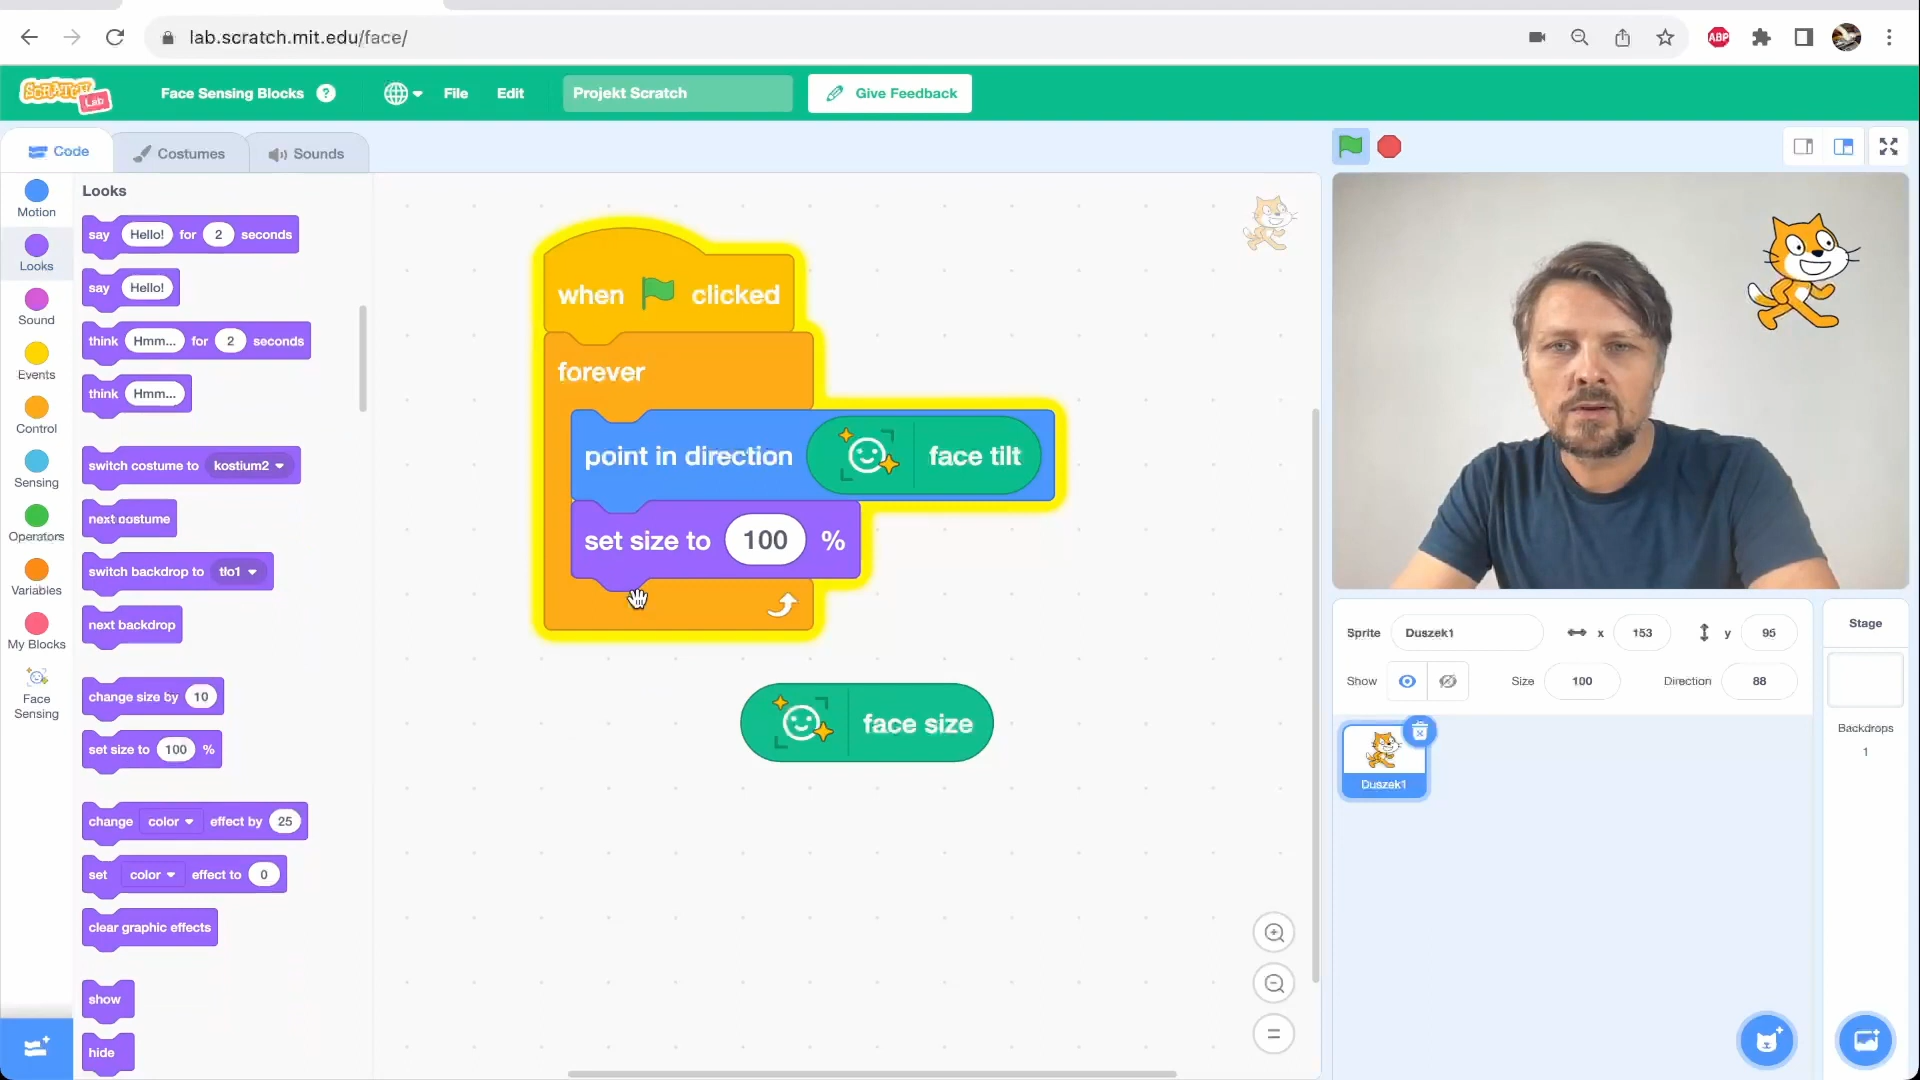 lab.scratch.mit.edu/face/
ABP
SCRATCH Lab
Face Sensing Blocks ?
File
Edit
Projekt Scratch
Give Feedback
Code
Costumes
Sounds
Motion
Looks
Sound
Events
Control
Sensing
Operators
Variables
My Blocks
Face
Sensing
Looks
say Hello! for 2 seconds
say Hello!
think Hmm... for 2 seconds
think Hmm...
switch costume to kostium2
next costume
switch backdrop to tło1
next backdrop
change size by 10
set size to 100 %
change color effect by 25
set color effect to 0
clear graphic effects
show
hide
when clicked
forever
point in direction face tilt
set size to 100 %
face size
Sprite Duszek1 x 153 y 95
Show Size 100 Direction 88
Duszek1
Stage
Backdrops
1